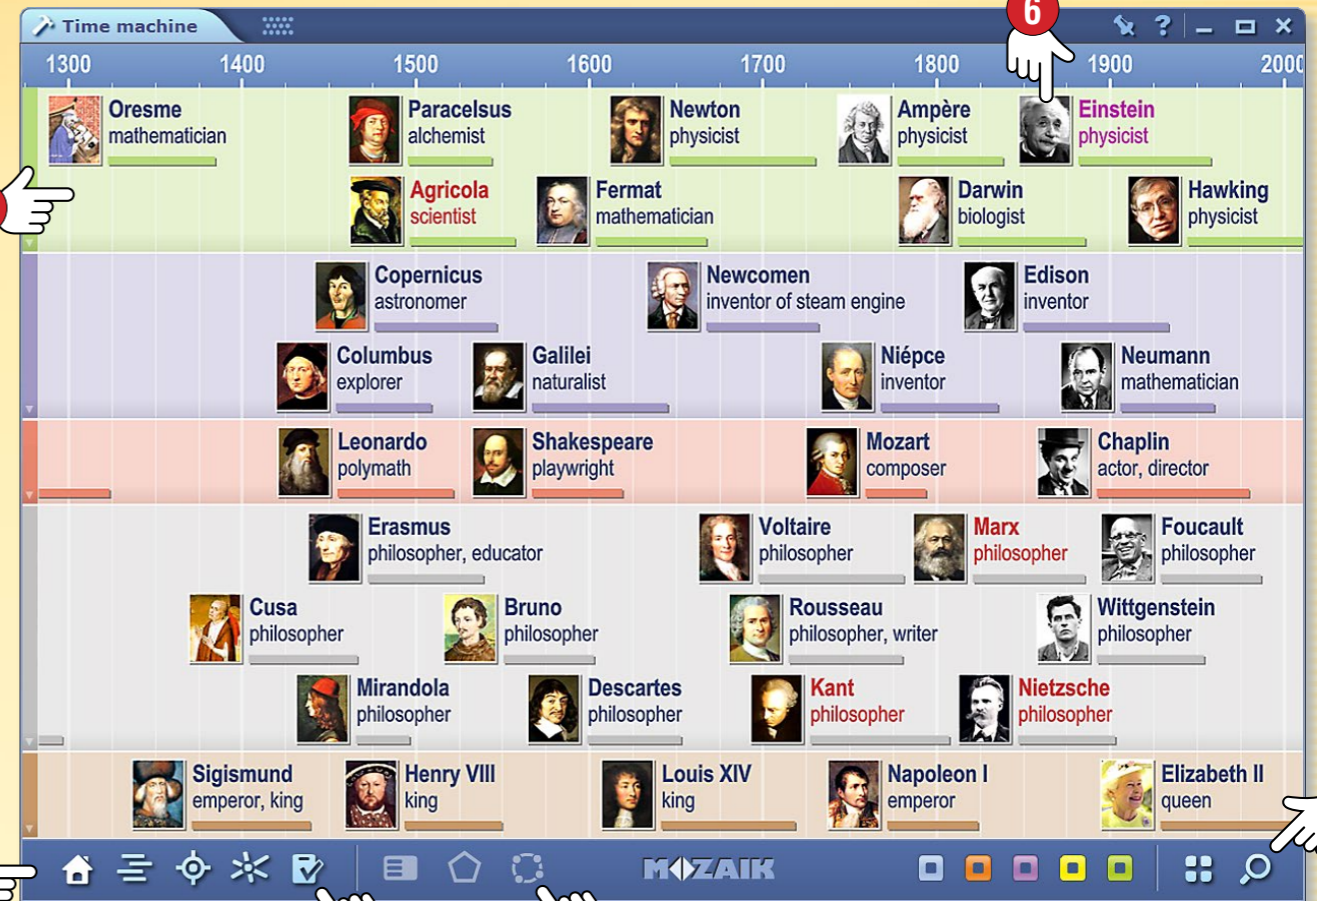 6
Time machine
?
1300 1400 1500 1600 1700 1800 1900 2000
Oresme
mathematician
Paracelsus
alchemist
Newton
physicist
Ampère
physicist
Einstein
physicist
Agricola
scientist
Fermat
mathematician
Darwin
biologist
Hawking
physicist
Copernicus
astronomer
Newcomen
inventor of steam engine
Edison
inventor
Columbus
explorer
Galilei
naturalist
Niépce
inventor
Neumann
mathematician
Leonardo
polymath
Shakespeare
playwright
Mozart
composer
Chaplin
actor, director
Erasmus
philosopher, educator
Voltaire
philosopher
Marx
philosopher
Foucault
philosopher
Cusa
philosopher
Bruno
philosopher
Rousseau
philosopher, writer
Wittgenstein
philosopher
Mirandola
philosopher
Descartes
philosopher
Kant
philosopher
Nietzsche
philosopher
Sigismund
emperor, king
Henry VIII
king
Louis XIV
king
Napoleon I
emperor
Elizabeth II
queen
MOZAIK